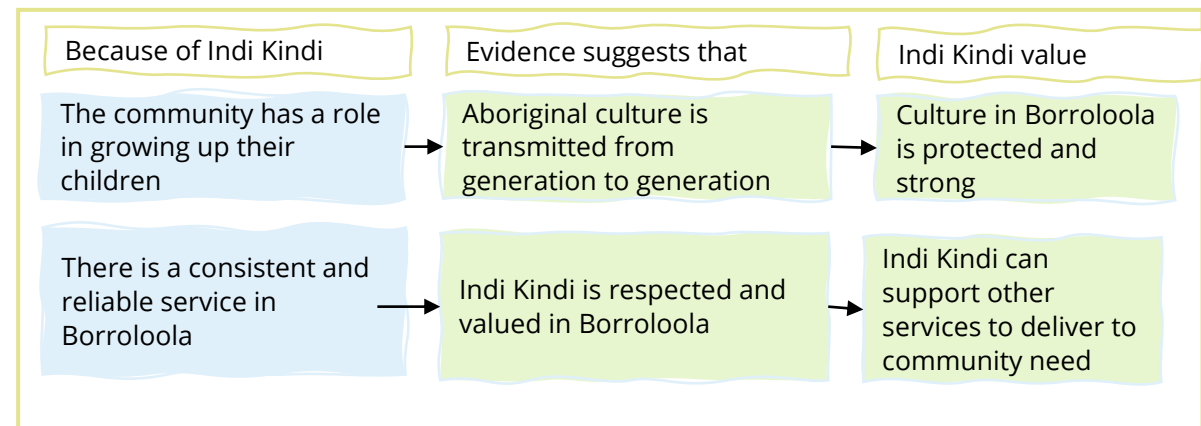 Because of Indi Kindi
Evidence suggests that
Indi Kindi value
The community has a role
in growing up their
children
Aboriginal culture is
transmitted from
generation to generation
Culture in Borroloola
is protected and
strong
There is a consistent and
reliable service in
Borroloola
Indi Kindi is respected and
valued in Borroloola
Indi Kindi can
support other
services to deliver to
community need